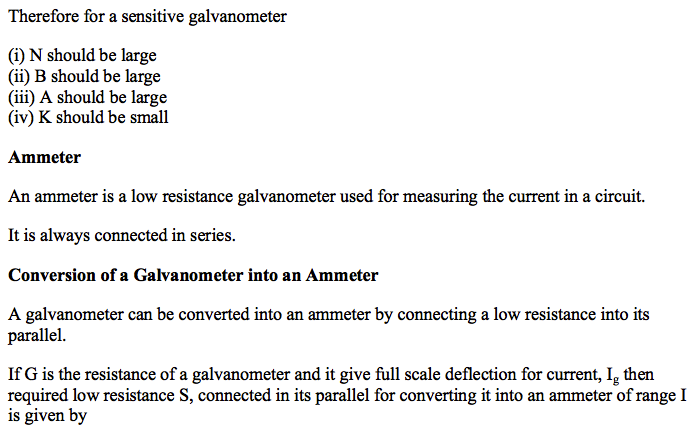 Therefore for a sensitive galvanometer
(i) N should be large
(ii) B should be large
(iii) A should be large
(iv) K should be small
Ammeter
An ammeter is a low resistance galvanometer used for measuring the current in a circuit.
It is always connected in series.
Conversion of a Galvanometer into an Ammeter
A galvanometer can be converted into an ammeter by connecting a low resistance into its
parallel.
If G is the resistance of a galvanometer and it give full scale deflection for current, Ig then
required low resistance S, connected in its parallel for converting it into an ammeter of range I
is given by